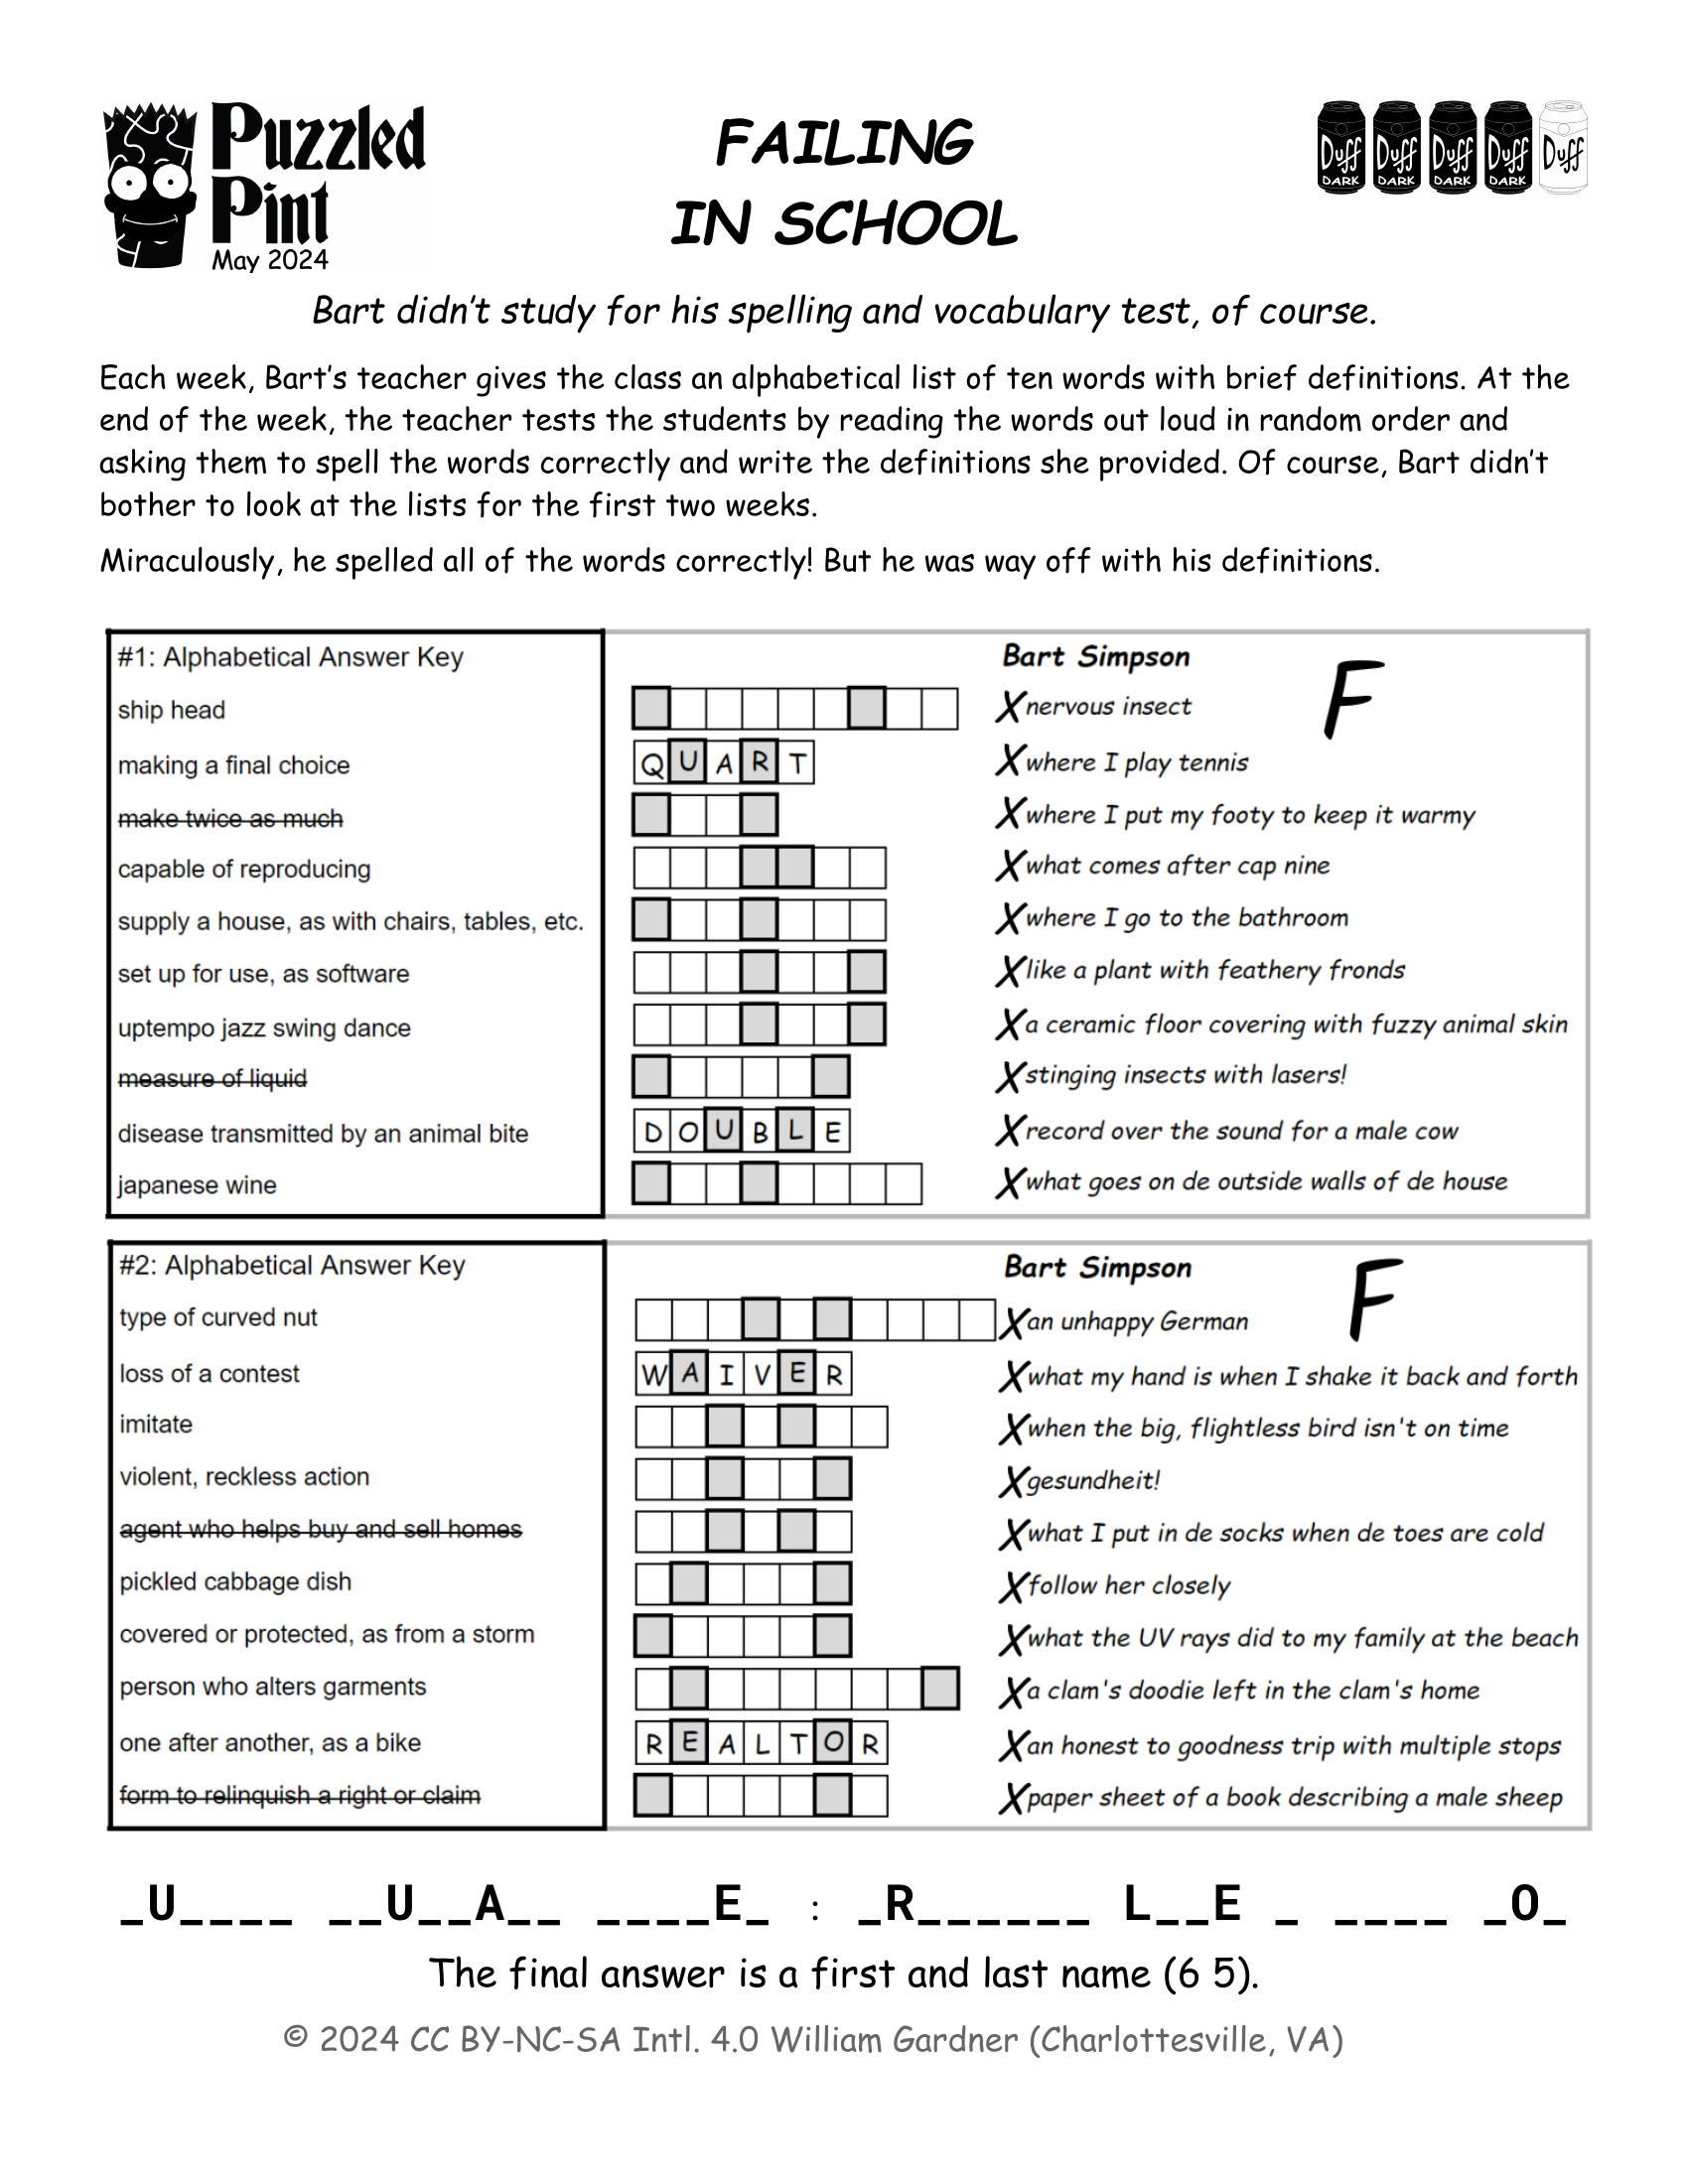 Puzzled
Pint
May 2024
FAILING
IN SCHOOL
Duff DARK Duff DARK Duff DARK Duff DARK Duff
Bart didn't study for his spelling and vocabulary test, of course.
Each week, Bart's teacher gives the class an alphabetical list of ten words with brief definitions. At the
end of the week, the teacher tests the students by reading the words out loud in random order and
asking them to spell the words correctly and write the definitions she provided. Of course, Bart didn't
bother to look at the lists for the first two weeks.
Miraculously, he spelled all of the words correctly! But he was way off with his definitions.
#1: Alphabetical Answer Key
ship head
making a final choice
make twice as much
capable of reproducing
supply a house, as with chairs, tables, etc.
set up for use, as software
uptempo jazz swing dance
measure of liquid
disease transmitted by an animal bite
japanese wine
QUART
DOUBLE
Bart Simpson
F
X nervous insect
X where I play tennis
X where I put my footy to keep it warmy
X what comes after cap nine
X where I go to the bathroom
X like a plant with feathery fronds
X a ceramic floor covering with fuzzy animal skin
X stinging insects with lasers!
X record over the sound for a male cow
X what goes on de outside walls of de house
#2: Alphabetical Answer Key
type of curved nut
loss of a contest
imitate
violent, reckless action
agent who helps buy and sell homes
pickled cabbage dish
covered or protected, as from a storm
person who alters garments
one after another, as a bike
form to relinquish a right or claim
WAIVER
REALTOR
Bart Simpson
F
X an unhappy German
X what my hand is when I shake it back and forth
X when the big, flightless bird isn't on time
X gesundheit!
X what I put in de socks when de toes are cold
X follow her closely
X what the UV rays did to my family at the beach
X a clam's doodie left in the clam's home
X an honest to goodness trip with multiple stops
X paper sheet of a book describing a male sheep
_U____ __U__A__ ____E_ : _R______ L__E _ ____ _O_
The final answer is a first and last name (6 5).
© 2024 CC BY-NC-SA Intl. 4.0 William Gardner (Charlottesville, VA)